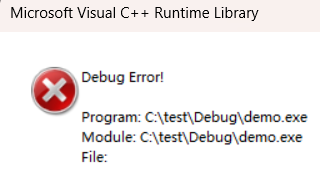 Microsoft Visual C++ Runtime Library
Debug Error!
Program: C:\test\Debug\demo.exe
Module: C:\test\Debug\demo.exe
File: